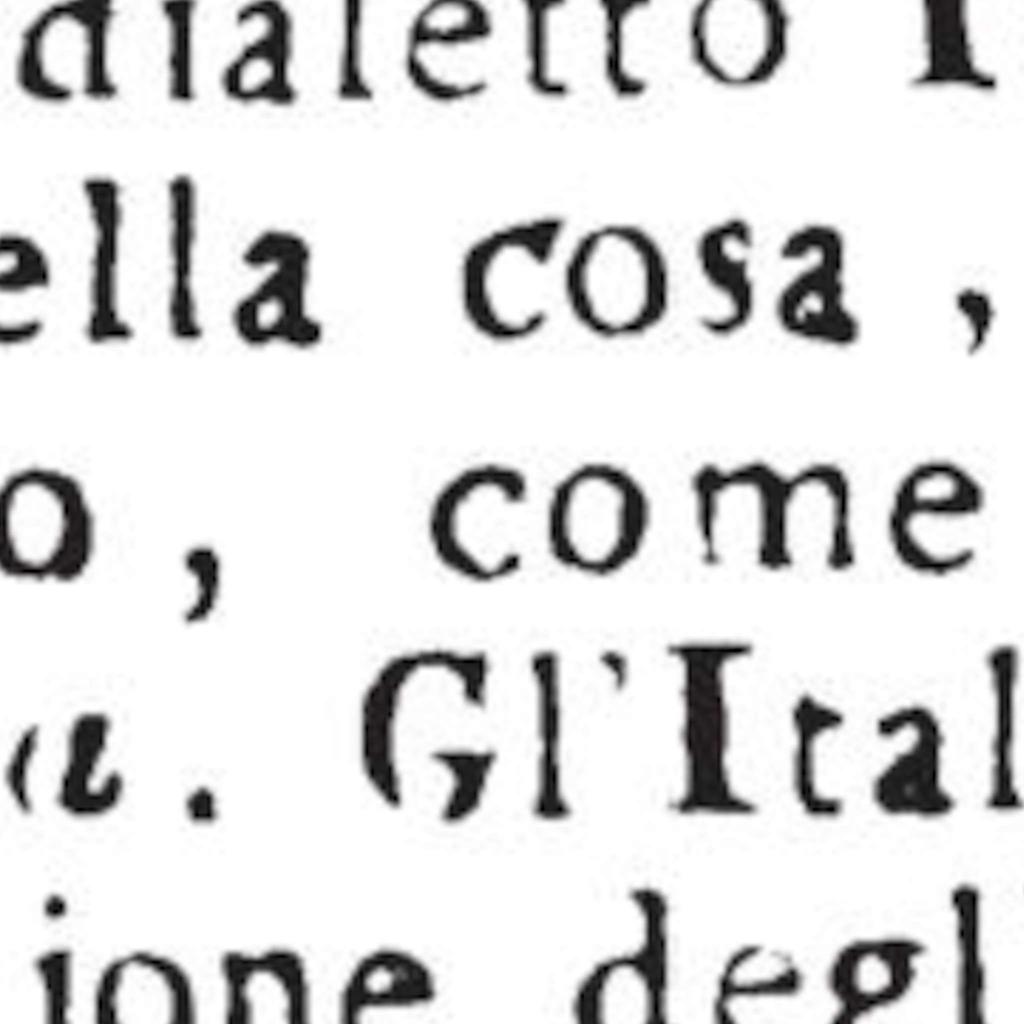 dialetto I
ella cosa ,
o , come
a. Gl'Ital
ione degl